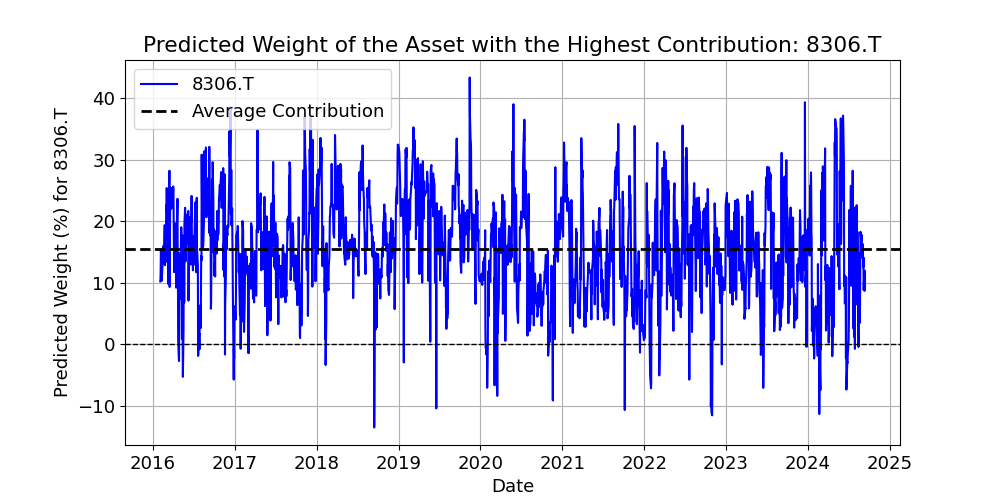 Predicted Weight of the Asset with the Highest Contribution: 8306.T
8306.T
Average Contribution
Predicted Weight (%) for 8306.T
40
30
20
10
0
−10
2016 2017 2018 2019 2020 2021 2022 2023 2024 2025
Date